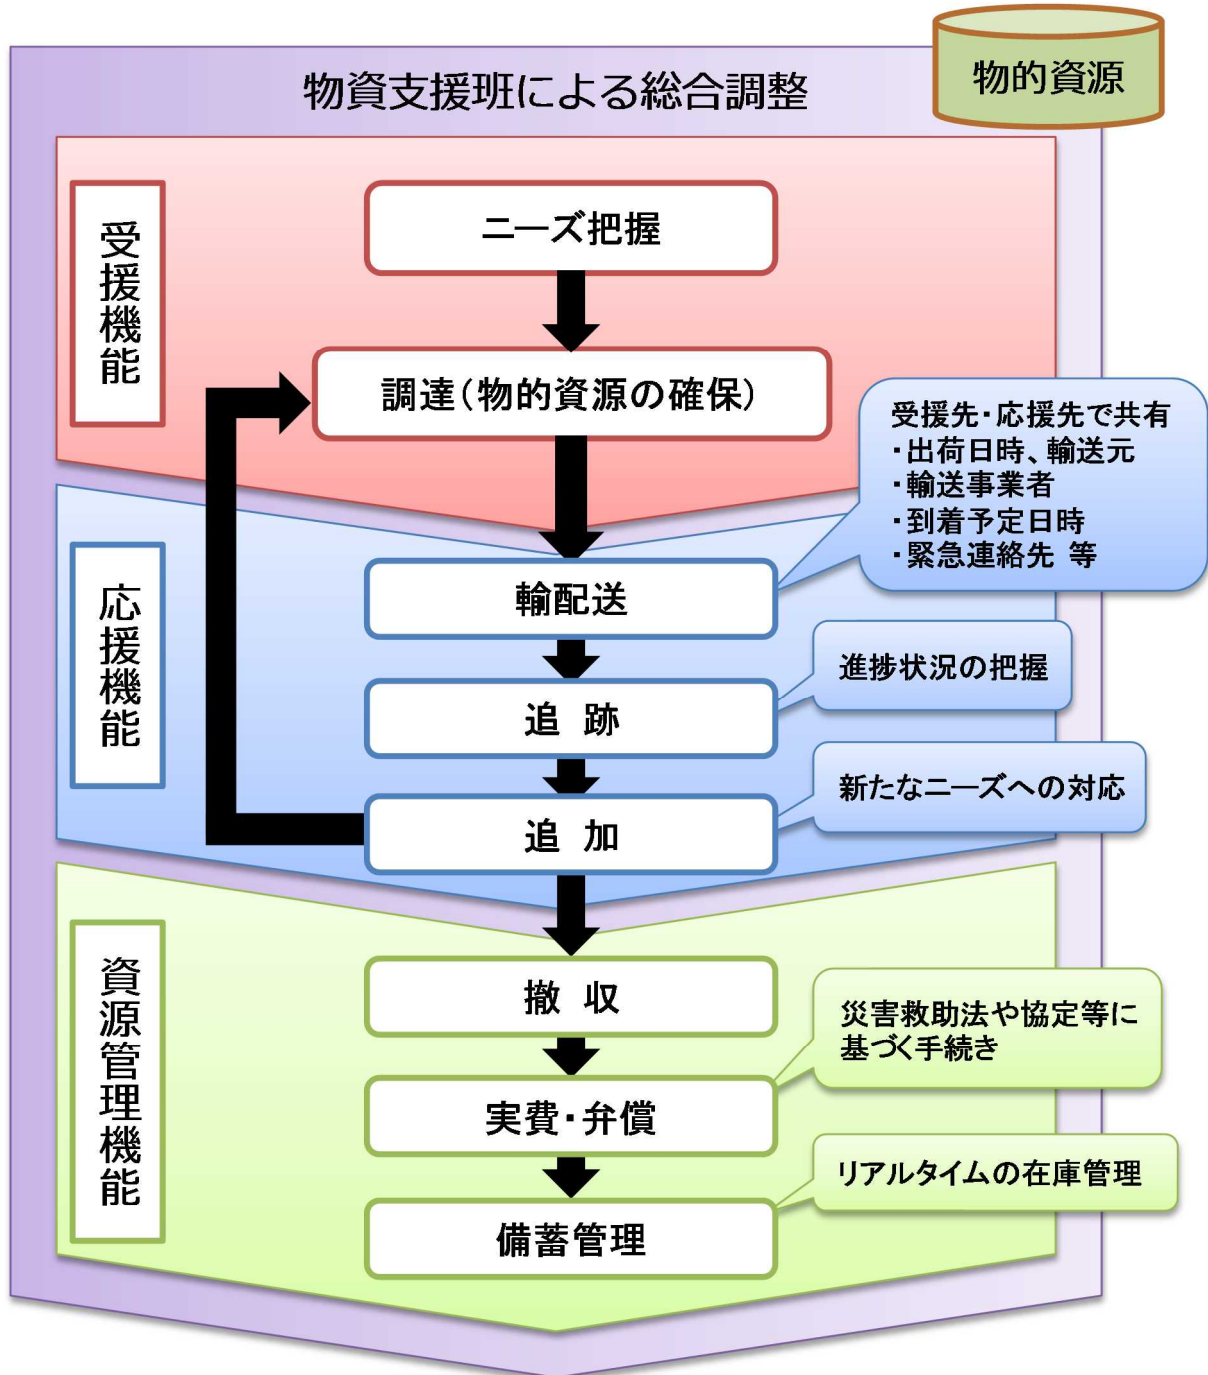 物的資源
物資支援班による総合調整
受援機能
ニーズ把握
調達(物的資源の確保)
受援先・応援先で共有
・出荷日時、輸送元
・輸送事業者
・到着予定日時
・緊急連絡先 等
応援機能
輸配送
追 跡
進捗状況の把握
追 加
新たなニーズへの対応
資源管理機能
撤 収
災害救助法や協定等に
基づく手続き
実費・弁償
リアルタイムの在庫管理
備蓄管理